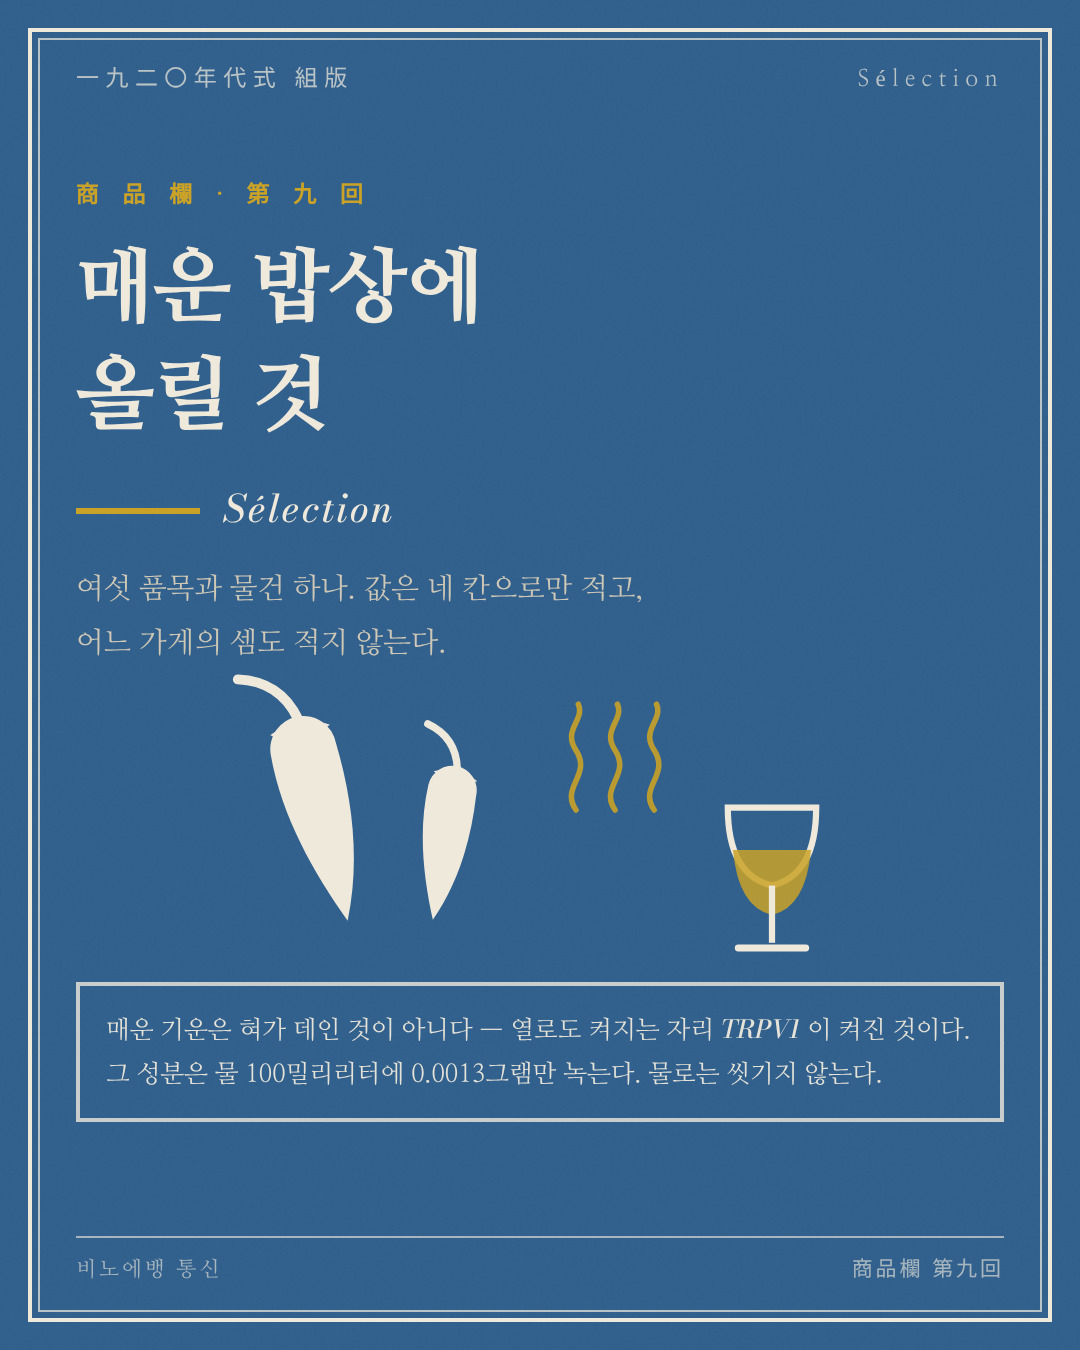 一九二〇年代式 組版
Sélection
商品欄 · 第九回
매운 밥상에
올릴 것
Sélection
여섯 품목과 물건 하나. 값은 네 칸으로만 적고,
어느 가게의 셈도 적지 않는다.
매운 기운은 혀가 데인 것이 아니다 — 열로도 켜지는 자리 TRPV1 이 켜진 것이다.
그 성분은 물 100밀리리터에 0.0013그램만 녹는다. 물로는 씻기지 않는다.
비노에뱅 통신
商品欄 第九回